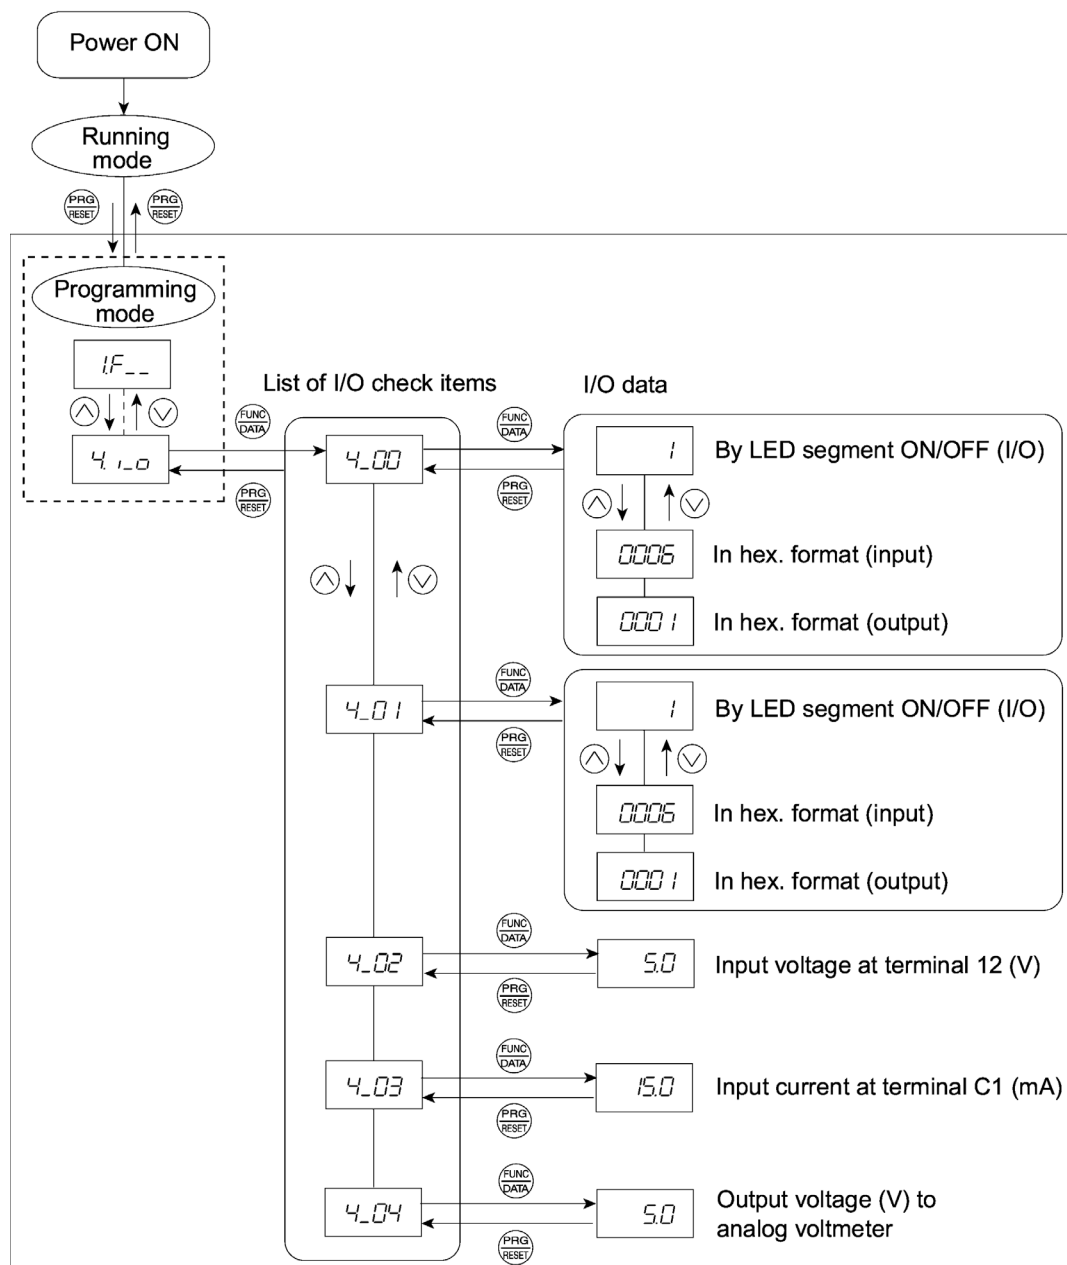 Power ON
Running
mode
PRG
RESET
PRG
RESET
Programming
mode
1.F__
4.i_o
List of I/O check items
I/O data
FUNC
DATA
PRG
RESET
4_00
FUNC
DATA
PRG
RESET
1
By LED segment ON/OFF (I/O)
0006
In hex. format (input)
0001
In hex. format (output)
4_01
FUNC
DATA
PRG
RESET
1
By LED segment ON/OFF (I/O)
0006
In hex. format (input)
0001
In hex. format (output)
4_02
FUNC
DATA
PRG
RESET
5.0
Input voltage at terminal 12 (V)
4_03
FUNC
DATA
PRG
RESET
15.0
Input current at terminal C1 (mA)
4_04
FUNC
DATA
PRG
RESET
5.0
Output voltage (V) to
analog voltmeter